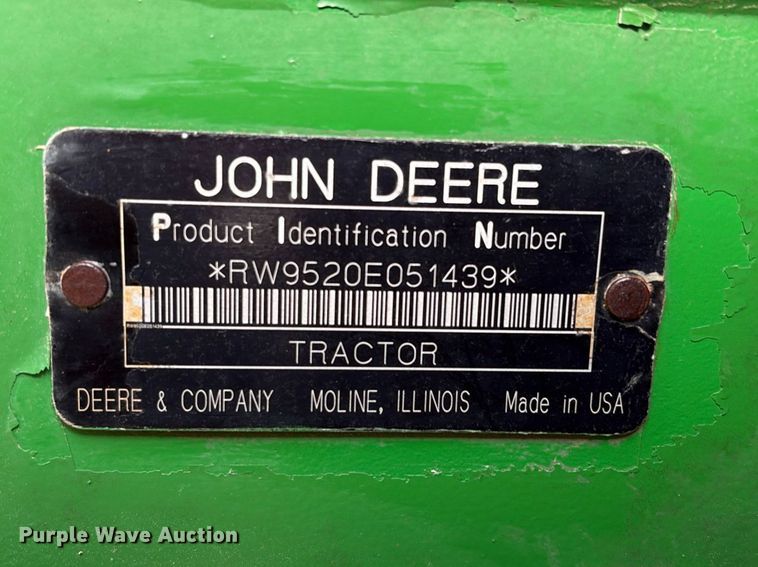 JOHN DEERE
Product Identification Number
*RW9520E051439*
TRACTOR
DEERE & COMPANY MOLINE, ILLINOIS Made in USA
Purple Wave Auction